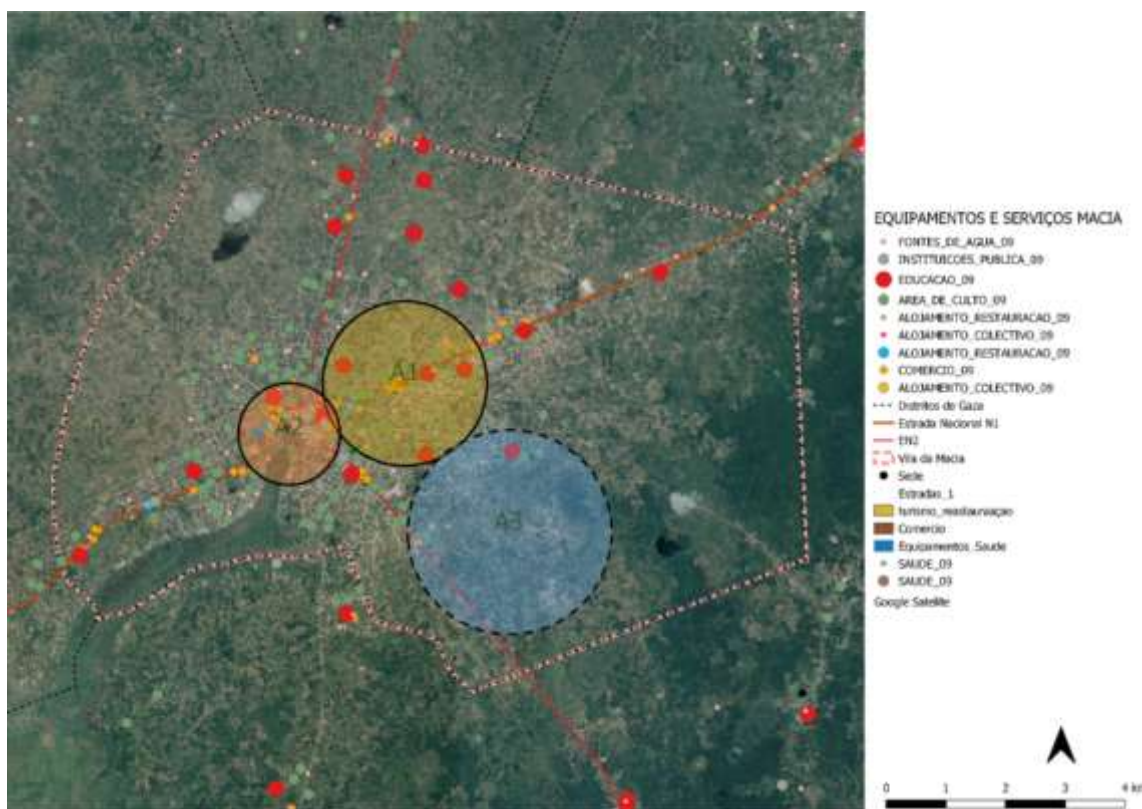 A1
A2
EQUIPAMENTOS E SERVIÇOS MACIA
FONTES_DE_AGUA_09
INSTITUICOES_PUBLICA_09
EDUCACAO_09
AREA_DE_CULTO_09
ALOJAMENTO_RESTAURACAO_09
ALOJAMENTO_COLECTIVO_09
ALOJAMENTO_RESTAURACAO_09
COMERCIO_09
ALOJAMENTO_COLECTIVO_09
Distritos de Gaza
Estrada Nacional N1
EN2
Vila da Macia
Sede
Estradas_1
Comercio
Equipamentos_Saude
SAUDE_09
SAUDE_09
Google Satellite
0 1 2 3 4 km